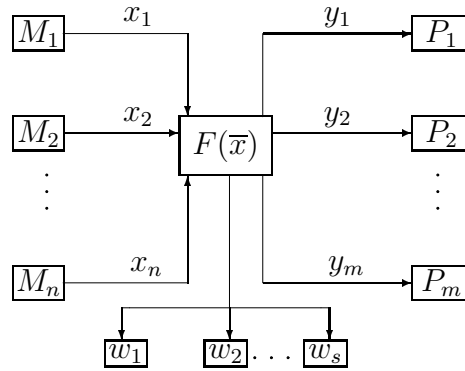 x₁ y₁
M₁ P₁
x₂ y₂
M₂ F(x̅) P₂
⋮ ⋮
xₙ yₘ
Mₙ Pₘ
w₁ w₂ ... wₛ